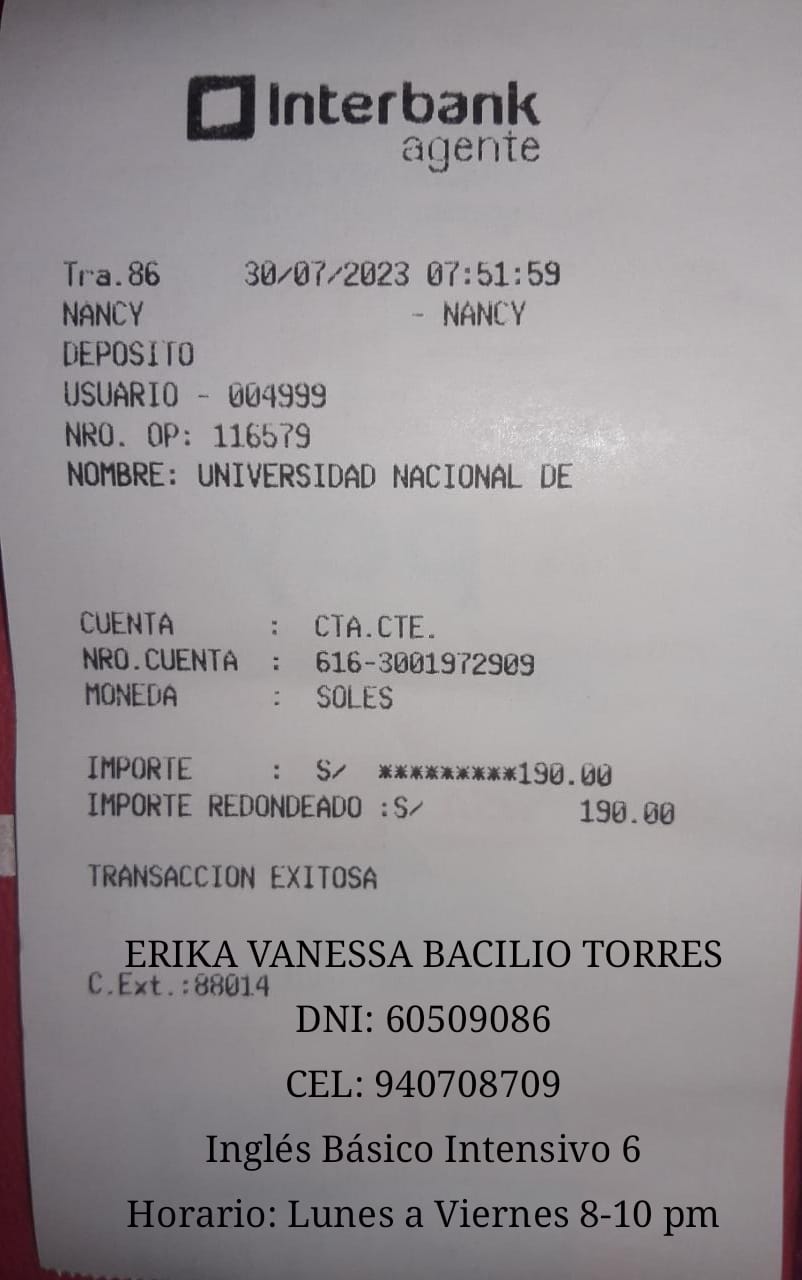 Interbank
agente
Tra.86 30/07/2023 07:51:59
NANCY - NANCY
DEPOSITO
USUARIO - 004999
NRO. OP: 116579
NOMBRE: UNIVERSIDAD NACIONAL DE
CUENTA : CTA.CTE.
NRO.CUENTA : 616-3001972909
MONEDA : SOLES
IMPORTE : S/ *********190.00
IMPORTE REDONDEADO :S/ 190.00
TRANSACCION EXITOSA
ERIKA VANESSA BACILIO TORRES
C.Ext.:88014
DNI: 60509086
CEL: 940708709
Inglés Básico Intensivo 6
Horario: Lunes a Viernes 8-10 pm